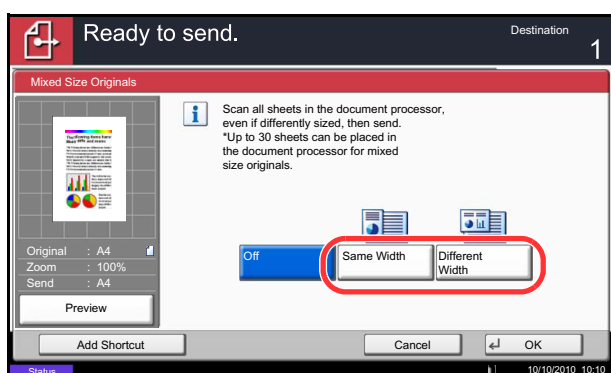 Ready to send.
Destination
1
Mixed Size Originals
Scan all sheets in the document processor,
even if differently sized, then send.
*Up to 30 sheets can be placed in
the document processor for mixed
size originals.
Original : A4
Zoom : 100%
Send : A4
Preview
Off
Same Width
Different
Width
Add Shortcut
Cancel
OK
Status
10/10/2010 10:10